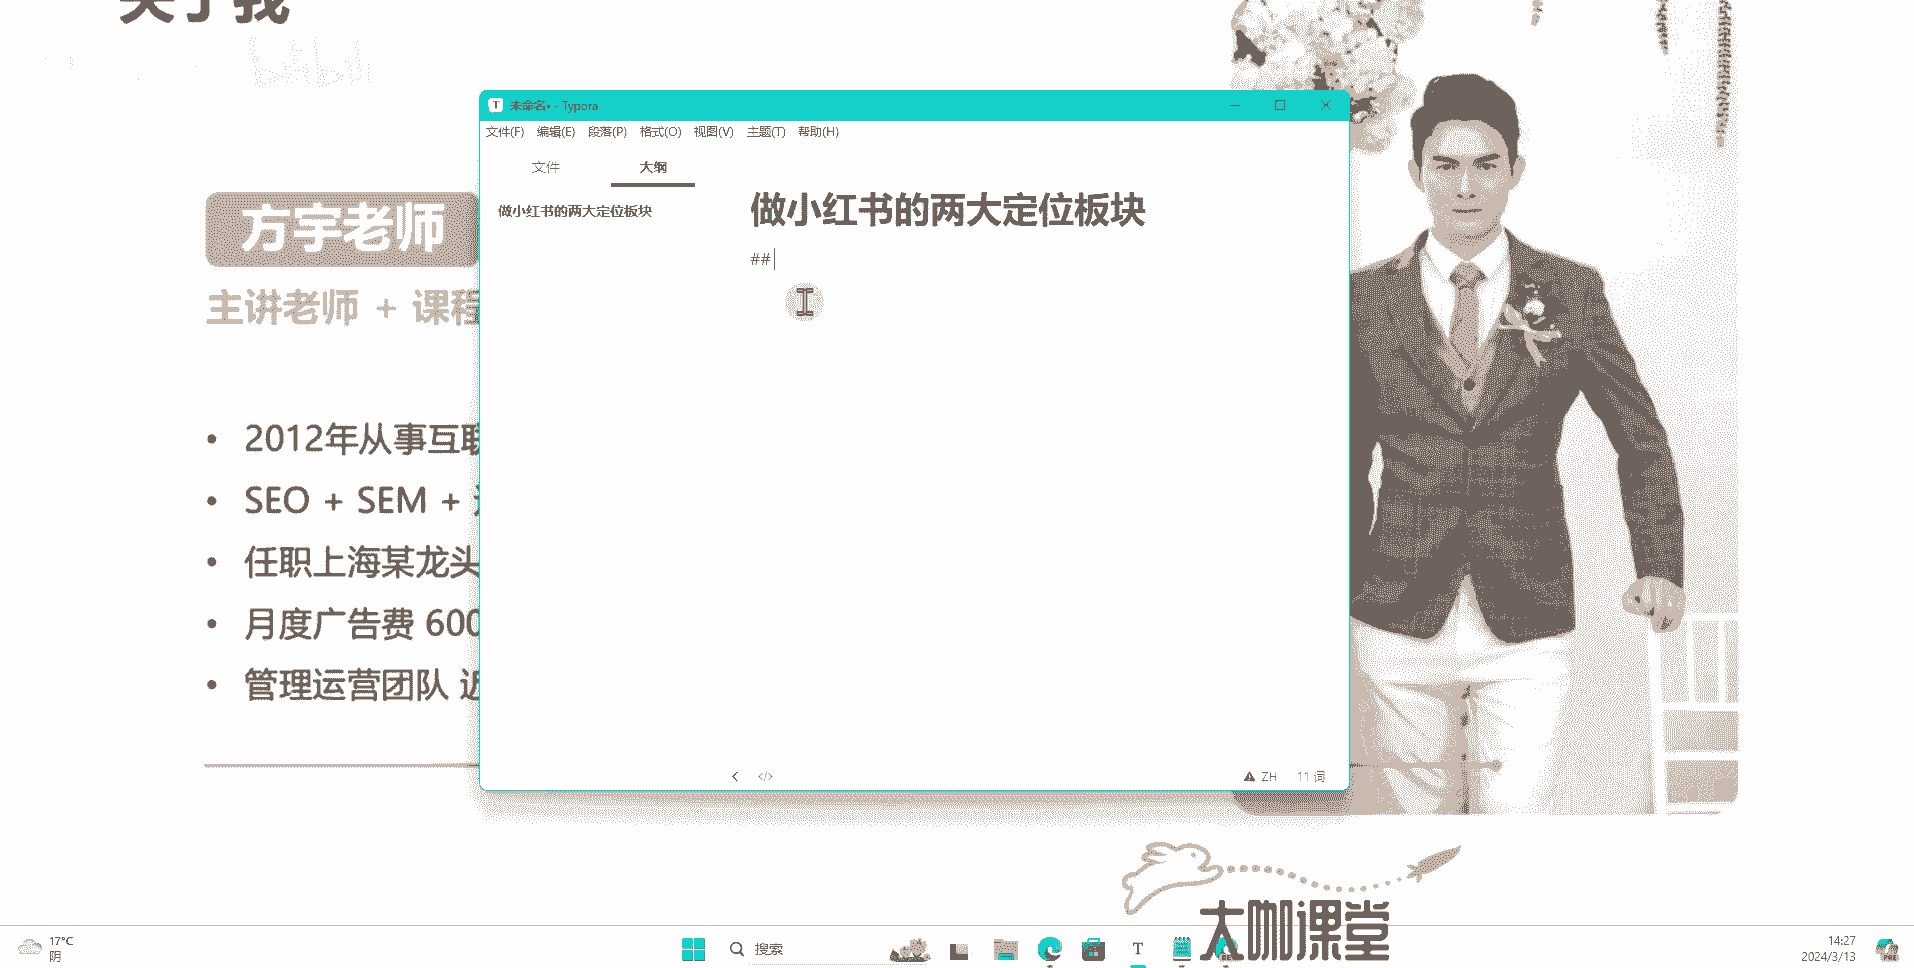 关于我
bilibili
未命名• - Typora
文件(F) 编辑(E) 段落(P) 格式(O) 视图(V) 主题(T) 帮助(H)
文件 大纲
做小红书的两大定位板块
做小红书的两大定位板块
##
方宇老师
主讲老师 + 课程
2012年从事互联
SEO + SEM +
任职上海某龙头
月度广告费 600
管理运营团队 近
</> ZH 11 词
大咖课堂
17°C
阴
搜索
14:27
2024/3/13